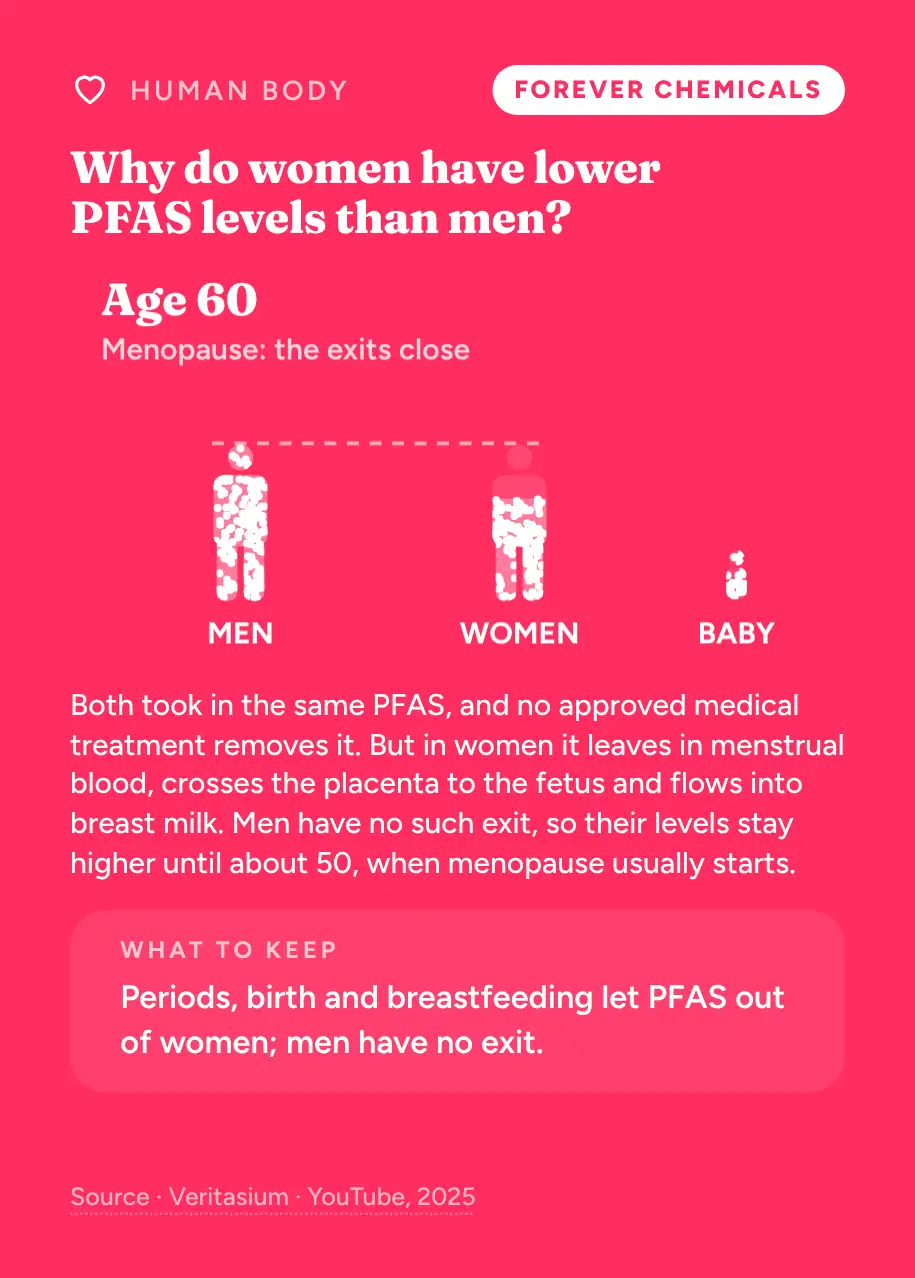 HUMAN BODY
FOREVER CHEMICALS
Why do women have lower
PFAS levels than men?
Age 60
Menopause: the exits close
MEN
WOMEN
BABY
Both took in the same PFAS, and no approved medical
treatment removes it. But in women it leaves in menstrual
blood, crosses the placenta to the fetus and flows into
breast milk. Men have no such exit, so their levels stay
higher until about 50, when menopause usually starts.
WHAT TO KEEP
Periods, birth and breastfeeding let PFAS out
of women; men have no exit.
Source · Veritasium · YouTube, 2025